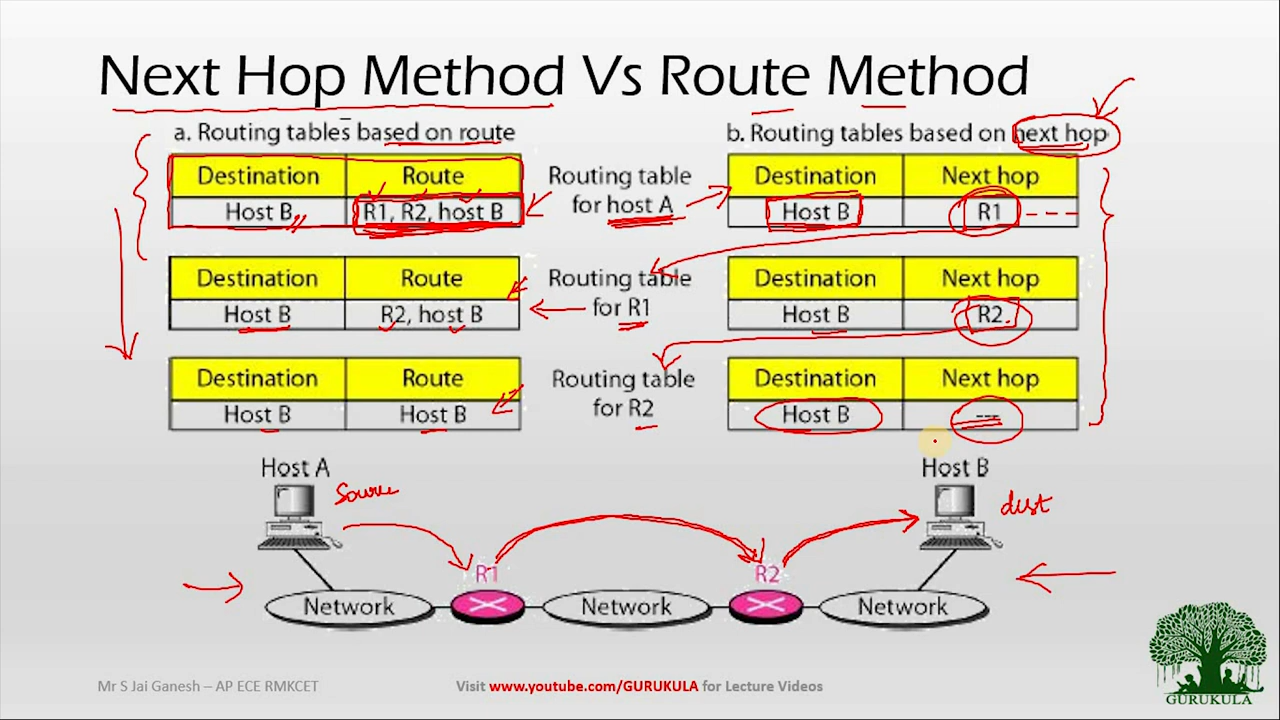 Next Hop Method Vs Route Method
a. Routing tables based on route
b. Routing tables based on next hop
Destination Route
Host B R1, R2, host B
Routing table
for host A
Destination Next hop
Host B R1
Destination Route
Host B R2, host B
Routing table
for R1
Destination Next hop
Host B R2
Destination Route
Host B Host B
Routing table
for R2
Destination Next hop
Host B ---
Host A
Source
Host B
dist
R1
R2
Network
Network
Network
Mr S Jai Ganesh – AP ECE RMKCET
Visit www.youtube.com/GURUKULA for Lecture Videos
GURUKULA